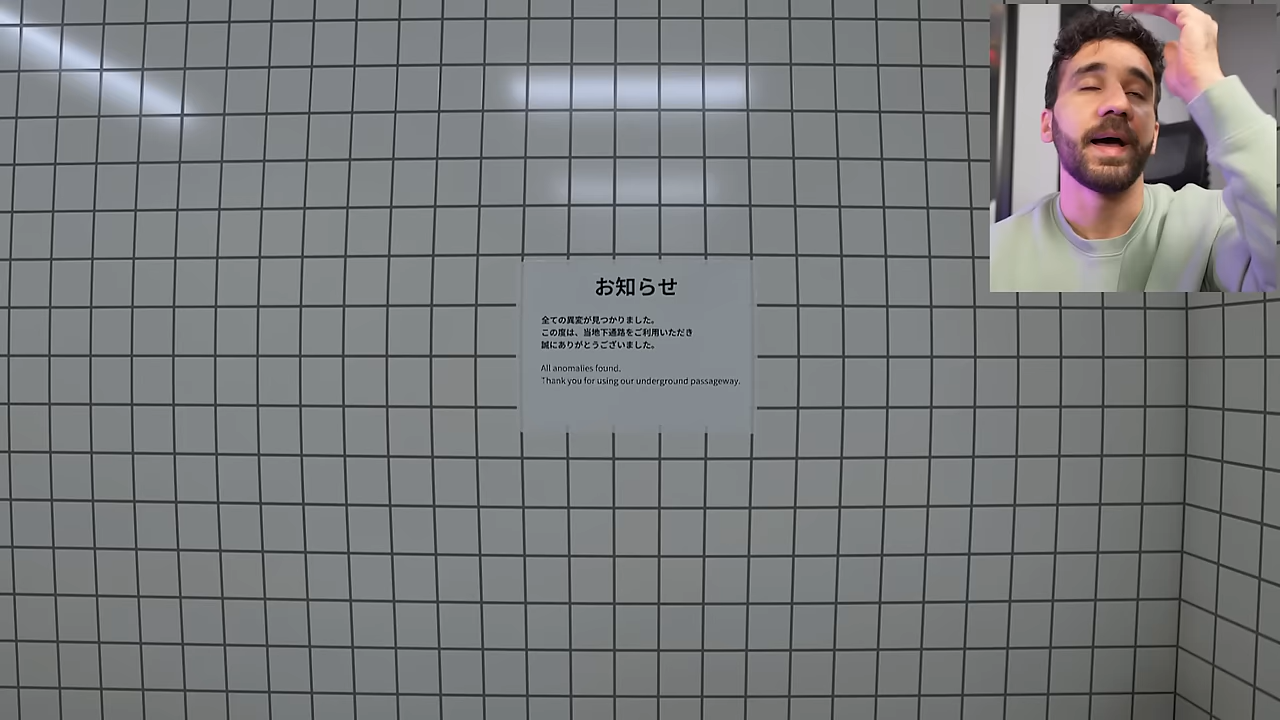 お知らせ
全ての異変が見つかりました。
この度は、当地下通路をご利用いただき
誠にありがとうございました。
All anomalies found.
Thank you for using our underground passageway.